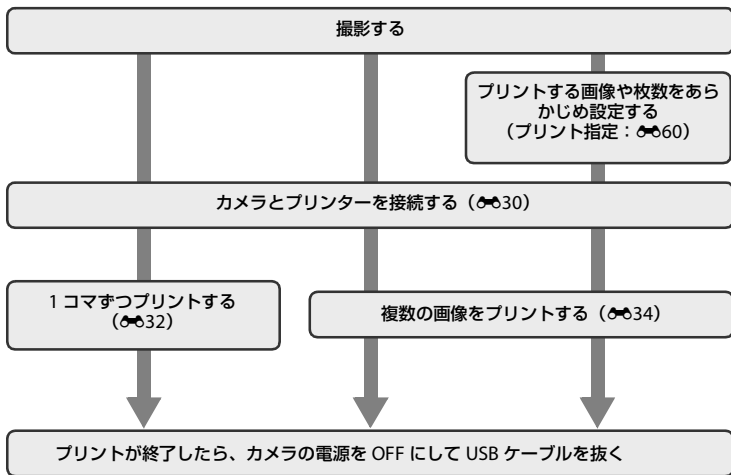 撮影する
プリントする画像や枚数をあら
かじめ設定する
（プリント指定：60）
カメラとプリンターを接続する（30）
1 コマずつプリントする
（32）
複数の画像をプリントする（34）
プリントが終了したら、カメラの電源を OFF にして USB ケーブルを抜く